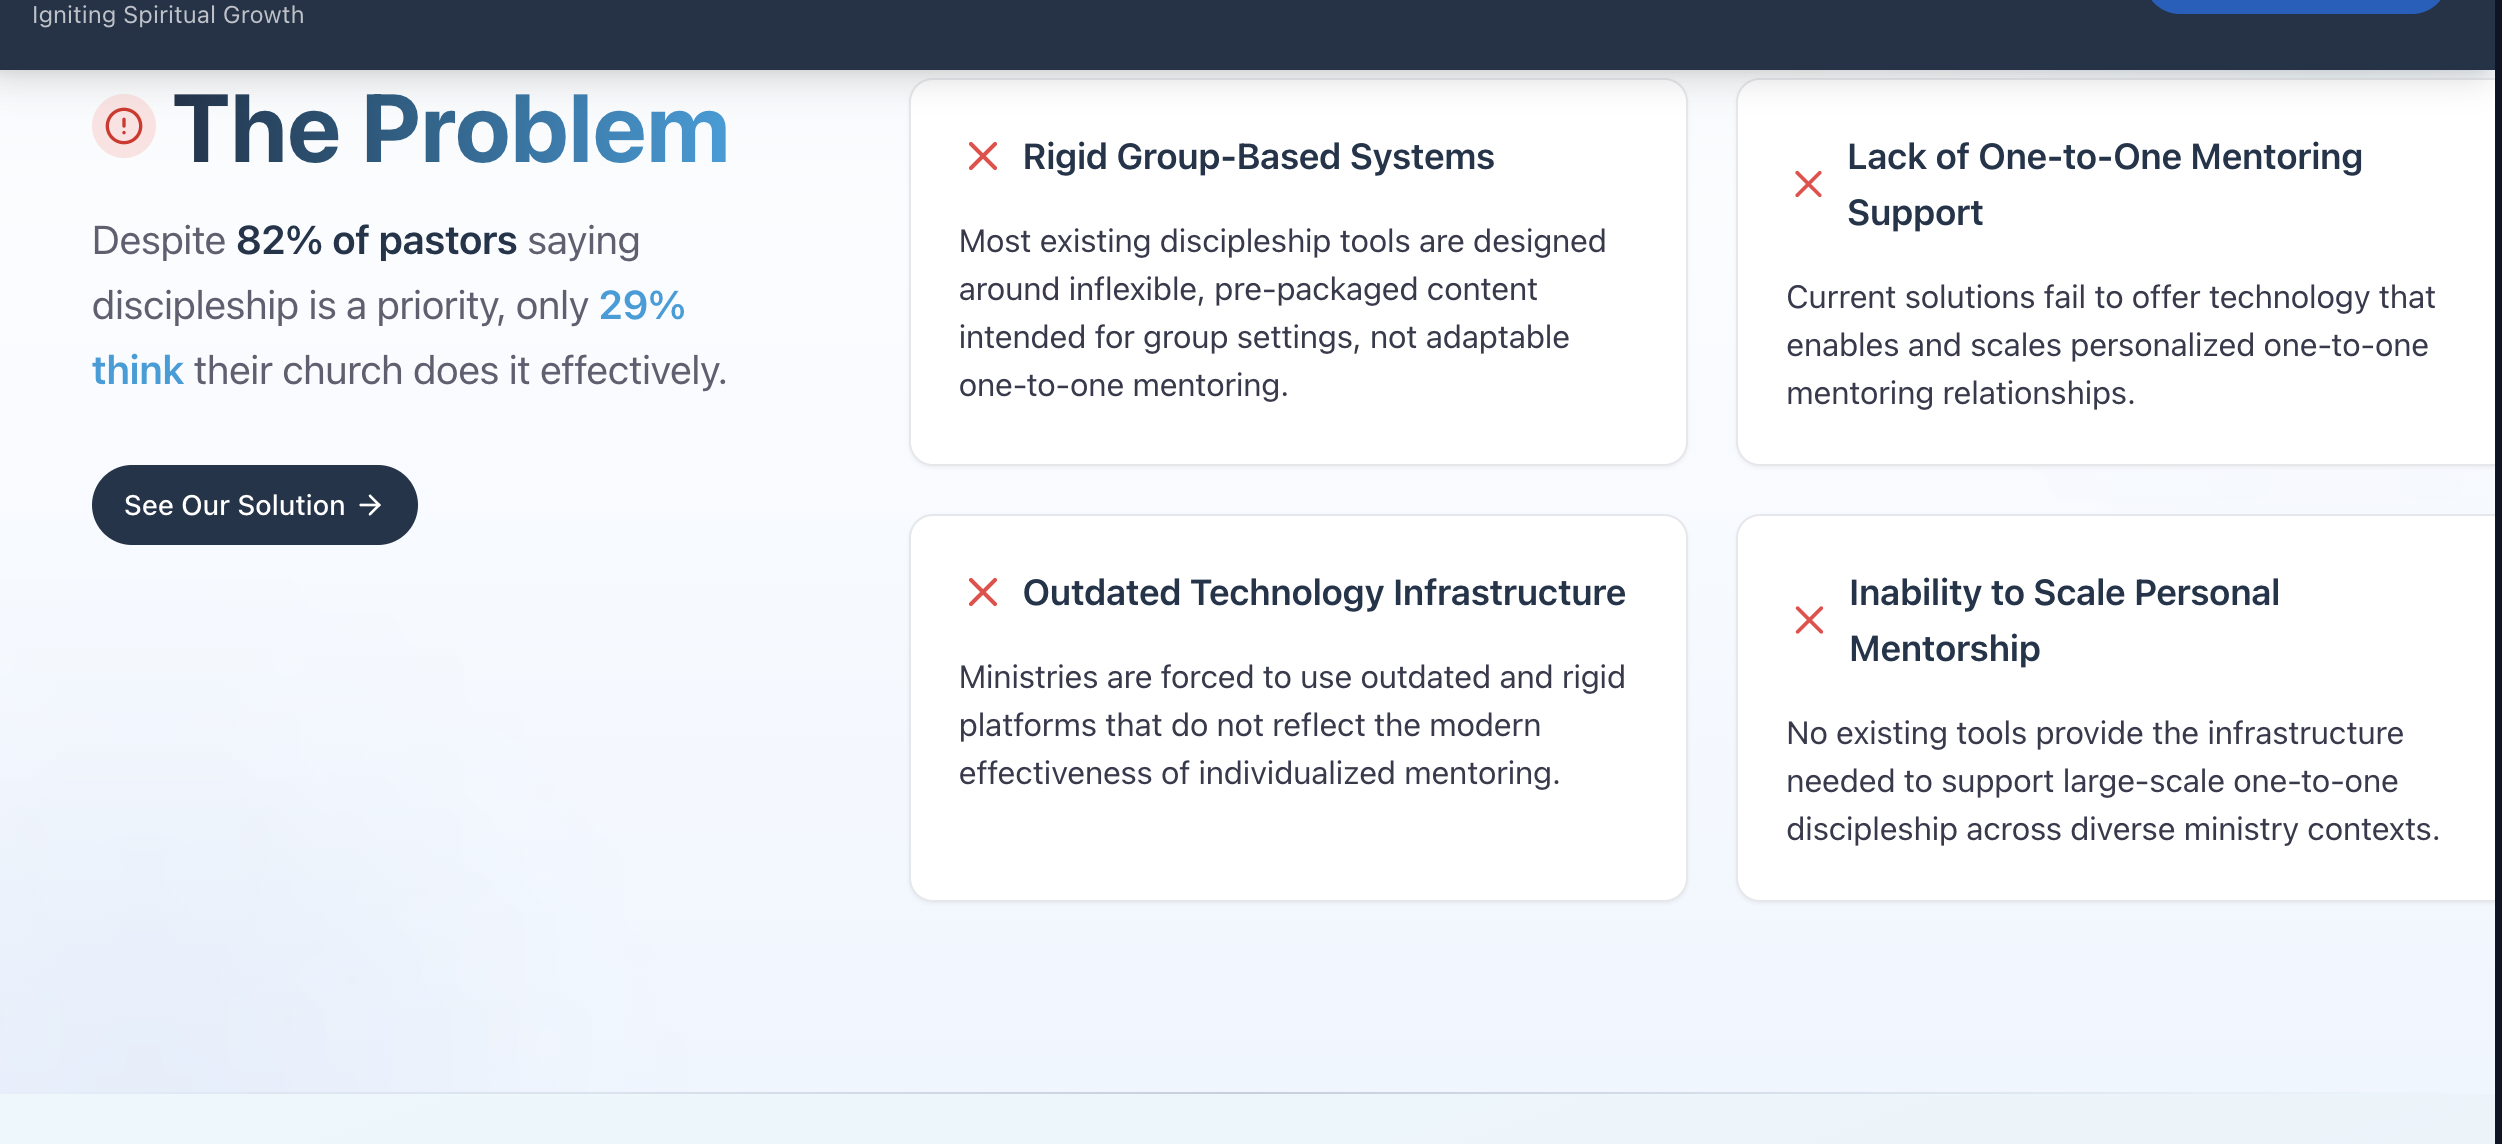 Igniting Spiritual Growth
The Problem
Despite 82% of pastors saying
discipleship is a priority, only 29%
think their church does it effectively.
See Our Solution →
Rigid Group-Based Systems
Most existing discipleship tools are designed
around inflexible, pre-packaged content
intended for group settings, not adaptable
one-to-one mentoring.
Lack of One-to-One Mentoring
Support
Current solutions fail to offer technology that
enables and scales personalized one-to-one
mentoring relationships.
Outdated Technology Infrastructure
Ministries are forced to use outdated and rigid
platforms that do not reflect the modern
effectiveness of individualized mentoring.
Inability to Scale Personal
Mentorship
No existing tools provide the infrastructure
needed to support large-scale one-to-one
discipleship across diverse ministry contexts.